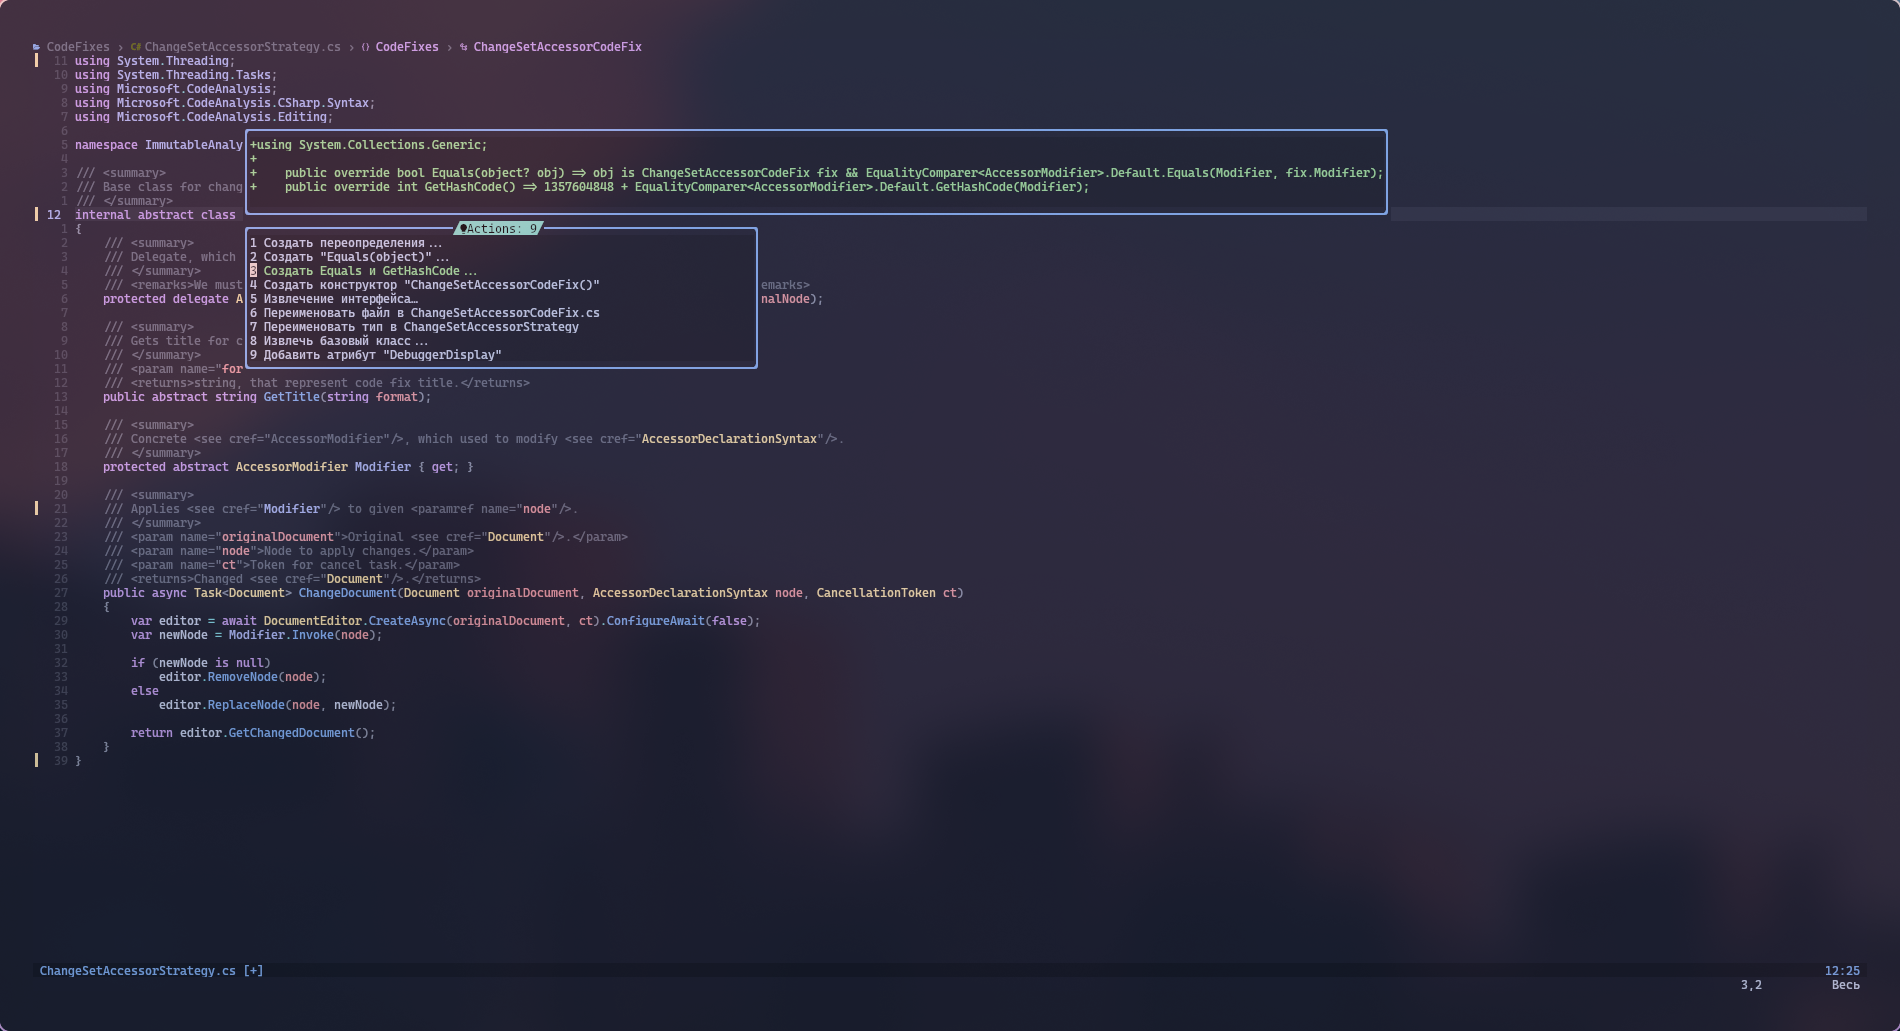 CodeFixes › C# ChangeSetAccessorStrategy.cs › {} CodeFixes › ChangeSetAccessorCodeFix
11 using System.Threading;
10 using System.Threading.Tasks;
9 using Microsoft.CodeAnalysis;
8 using Microsoft.CodeAnalysis.CSharp.Syntax;
7 using Microsoft.CodeAnalysis.Editing;
6
5 namespace ImmutableAnaly
4
3 /// <summary>
2 /// Base class for chang
1 /// </summary>
12 internal abstract class
+using System.Collections.Generic;
+
+    public override bool Equals(object? obj) => obj is ChangeSetAccessorCodeFix fix && EqualityComparer<AccessorModifier>.Default.Equals(Modifier, fix.Modifier);
+    public override int GetHashCode() => 1357604848 + EqualityComparer<AccessorModifier>.Default.GetHashCode(Modifier);
Actions: 9
1 Создать переопределения...
2 Создать "Equals(object)"...
3 Создать Equals и GetHashCode...
4 Создать конструктор "ChangeSetAccessorCodeFix()"
5 Извлечение интерфейса…
6 Переименовать файл в ChangeSetAccessorCodeFix.cs
7 Переименовать тип в ChangeSetAccessorStrategy
8 Извлечь базовый класс...
9 Добавить атрибут "DebuggerDisplay"
1 {
2     /// <summary>
3     /// Delegate, which
4     /// </summary>
5     /// <remarks>We must emarks>
6     protected delegate A nalNode);
7
8     /// <summary>
9     /// Gets title for c
10     /// </summary>
11     /// <param name="for
12     /// <returns>string, that represent code fix title.</returns>
13     public abstract string GetTitle(string format);
14
15     /// <summary>
16     /// Concrete <see cref="AccessorModifier"/>, which used to modify <see cref="AccessorDeclarationSyntax"/>.
17     /// </summary>
18     protected abstract AccessorModifier Modifier { get; }
19
20     /// <summary>
21     /// Applies <see cref="Modifier"/> to given <paramref name="node"/>.
22     /// </summary>
23     /// <param name="originalDocument">Original <see cref="Document"/>.</param>
24     /// <param name="node">Node to apply changes.</param>
25     /// <param name="ct">Token for cancel task.</param>
26     /// <returns>Changed <see cref="Document"/>.</returns>
27     public async Task<Document> ChangeDocument(Document originalDocument, AccessorDeclarationSyntax node, CancellationToken ct)
28     {
29         var editor = await DocumentEditor.CreateAsync(originalDocument, ct).ConfigureAwait(false);
30         var newNode = Modifier.Invoke(node);
31
32         if (newNode is null)
33             editor.RemoveNode(node);
34         else
35             editor.ReplaceNode(node, newNode);
36
37         return editor.GetChangedDocument();
38     }
39 }
ChangeSetAccessorStrategy.cs [+] 12:25
3,2 Весь